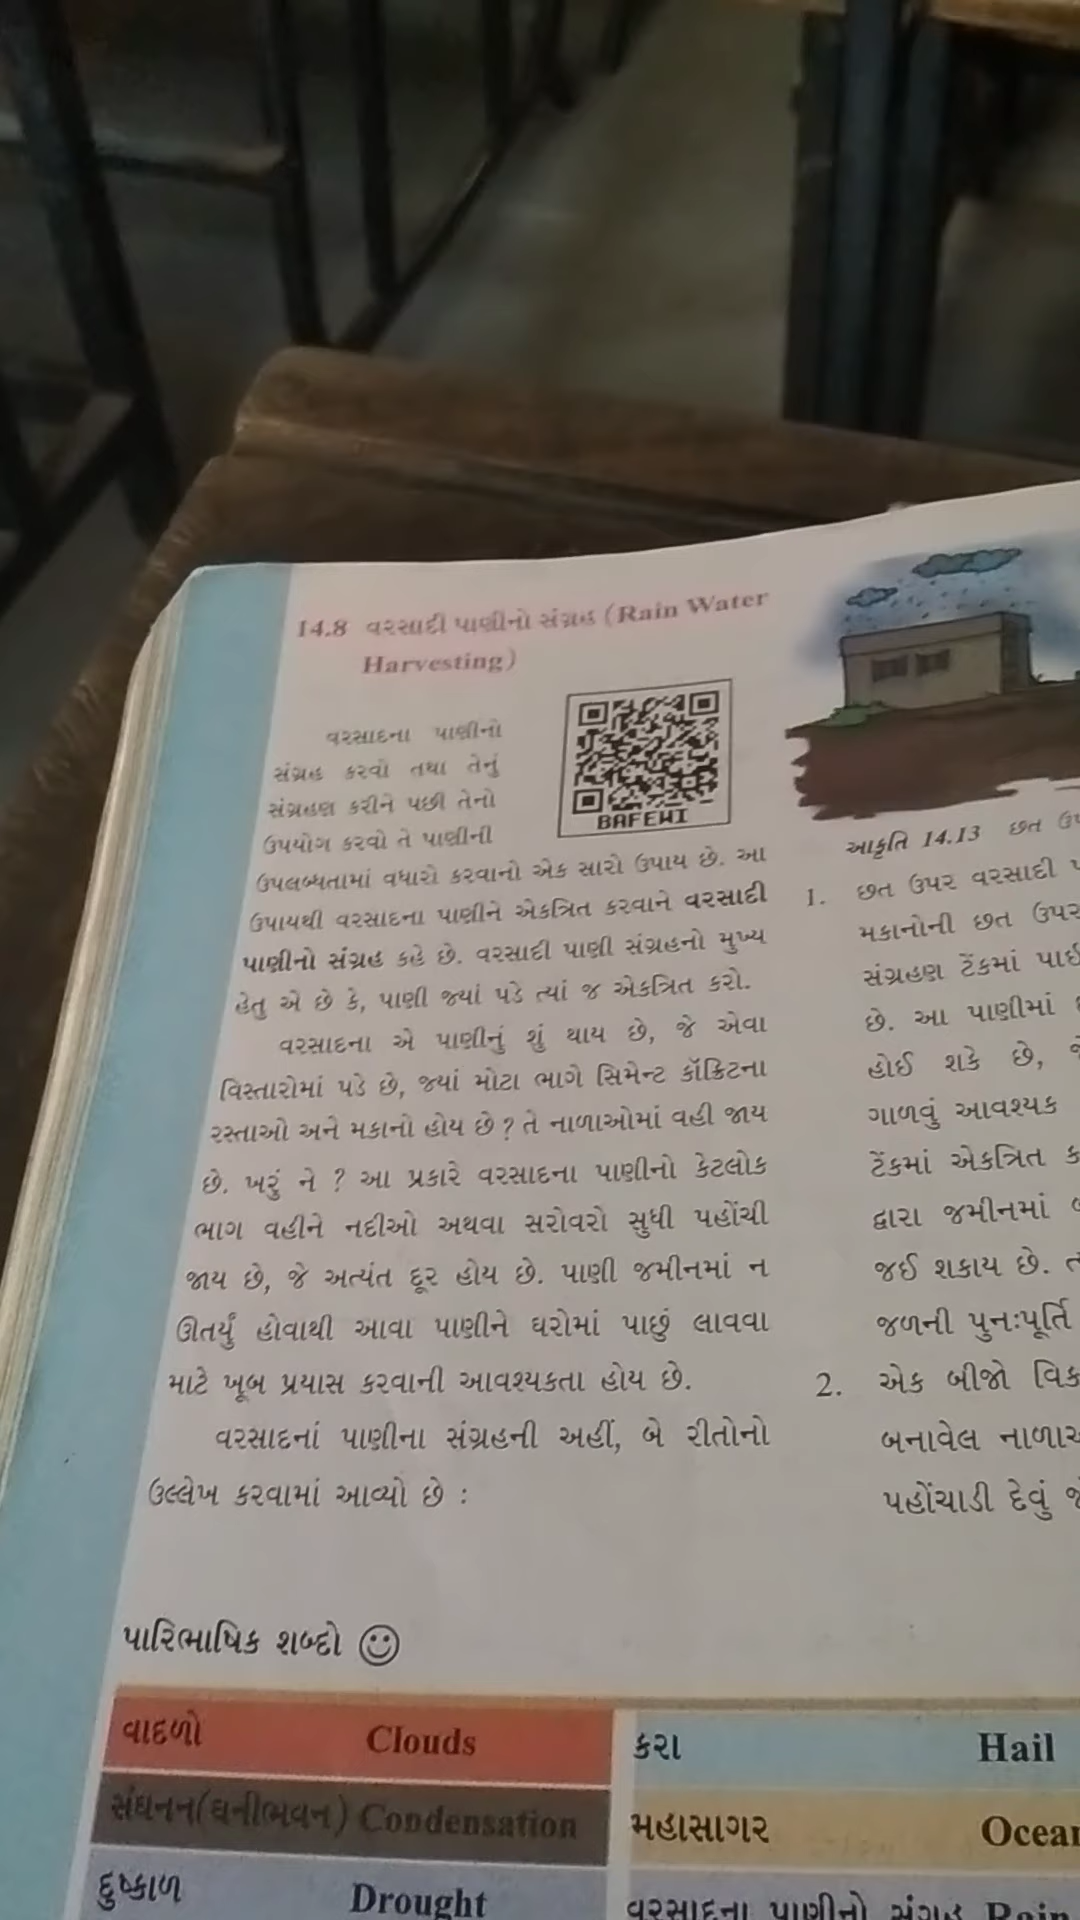 14.8 વરસાદી પાણીનો સંગ્રહ (Rain Water
Harvesting)
વરસાદના પાણીનો
સંગ્રહ કરવો તથા તેનું
સંગ્રહણ કરીને પછી તેનો
ઉપયોગ કરવો તે પાણીની
BAFEWI
ઉપલબ્ધતામાં વધારો કરવાનો એક સારો ઉપાય છે. આ
ઉપાયથી વરસાદના પાણીને એકત્રિત કરવાને વરસાદી
પાણીનો સંગ્રહ કહે છે. વરસાદી પાણી સંગ્રહનો મુખ્ય
હેતુ એ છે કે, પાણી જ્યાં પડે ત્યાં જ એકત્રિત કરો.
વરસાદના એ પાણીનું શું થાય છે, જે એવા
વિસ્તારોમાં પડે છે, જ્યાં મોટા ભાગે સિમેન્ટ કૉંક્રિટના
રસ્તાઓ અને મકાનો હોય છે ? તે નાળાઓમાં વહી જાય
છે. ખરું ને ? આ પ્રકારે વરસાદના પાણીનો કેટલોક
ભાગ વહીને નદીઓ અથવા સરોવરો સુધી પહોંચી
જાય છે, જે અત્યંત દૂર હોય છે. પાણી જમીનમાં ન
ઊતર્યું હોવાથી આવા પાણીને ઘરોમાં પાછું લાવવા
માટે ખૂબ પ્રયાસ કરવાની આવશ્યકતા હોય છે.
વરસાદનાં પાણીના સંગ્રહની અહીં, બે રીતોનો
ઉલ્લેખ કરવામાં આવ્યો છે :
આકૃતિ 14.13 છત
1. છત ઉપર વરસાદી
મકાનોની છત ઉપર
સંગ્રહણ ટૅંકમાં
છે. આ પાણીમાં
હોઈ શકે છે,
ગાળવું આવશ્યક
ટૅંકમાં એકત્રિત
દ્વારા જમીનમાં
જઈ શકાય છે.
જળની પુનઃપૂર્તિ
2. એક બીજો
બનાવેલ
પહોંચાડી દેવું
પારિભાષિક શબ્દો
વાદળો Clouds
સંઘનન(ઘનીભવન) Condensation
દુષ્કાળ Drought
કરા Hail
મહાસાગર
વરસાદના પાણીનો સંગ્રહ Rain